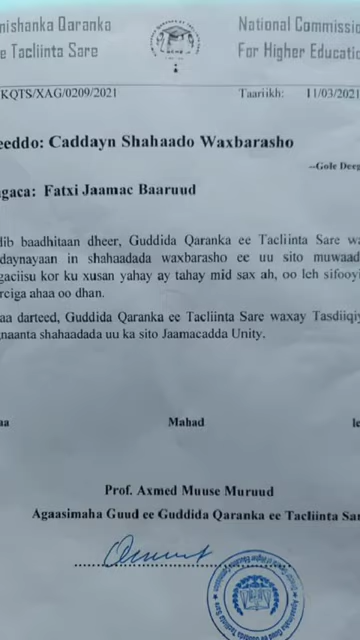 mishanka Qaranka
e Tacliinta Sare
National Commission
For Higher Education
KQTS/XAG/0209/2021 Taariikh: 11/03/2021
eeddo: Caddayn Shahaado Waxbarasho
--Gole Deeg
agaca: Fatxi Jaamac Baaruud
dib baadhitaan dheer, Guddida Qaranka ee Tacliinta Sare wa
daynayaan in shahaadada waxbarasho ee uu sito muwaad
gaciisu kor ku xusan yahay ay tahay mid sax ah, oo leh sifooyi
rciga ahaa oo dhan.
aa darteed, Guddida Qaranka ee Tacliinta Sare waxay Tasdiiqiy
naanta shahaadada uu ka sito Jaamacadda Unity.
aa Mahad le
Prof. Axmed Muuse Muruud
Agaasimaha Guud ee Guddida Qaranka ee Tacliinta Sar